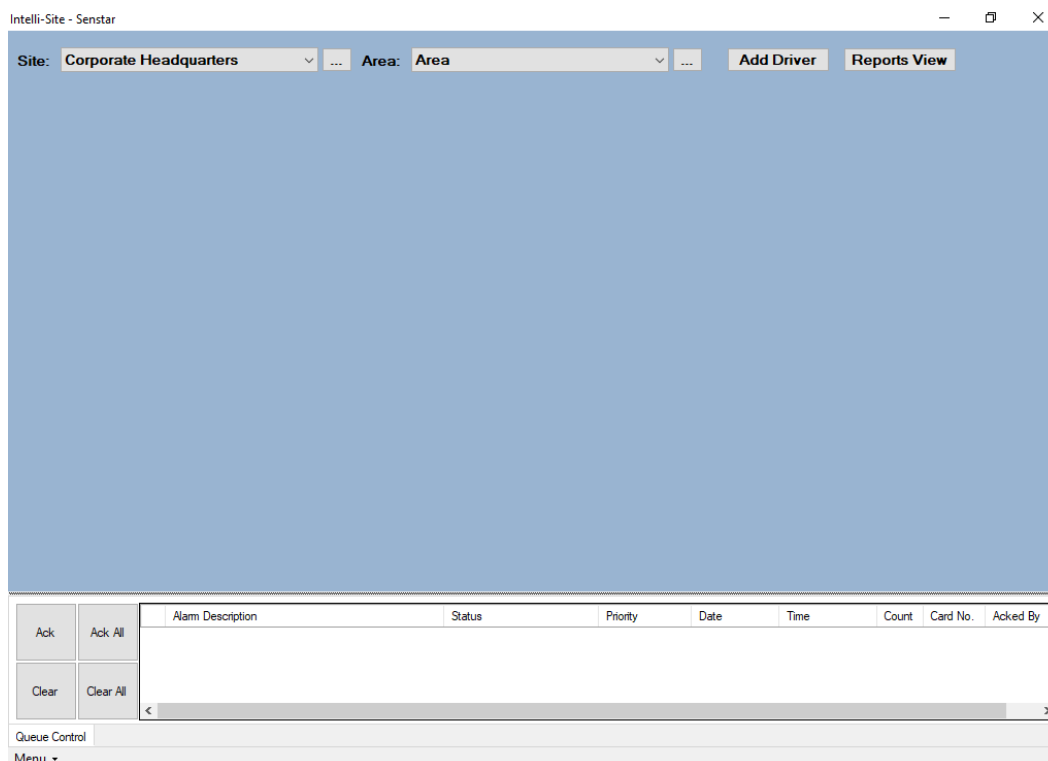 Intelli-Site - Senstar
Site: Corporate Headquarters ... Area: Area ... Add Driver Reports View
Alarm Description Status Priority Date Time Count Card No. Acked By
Ack Ack All
Clear Clear All
Queue Control
Menu